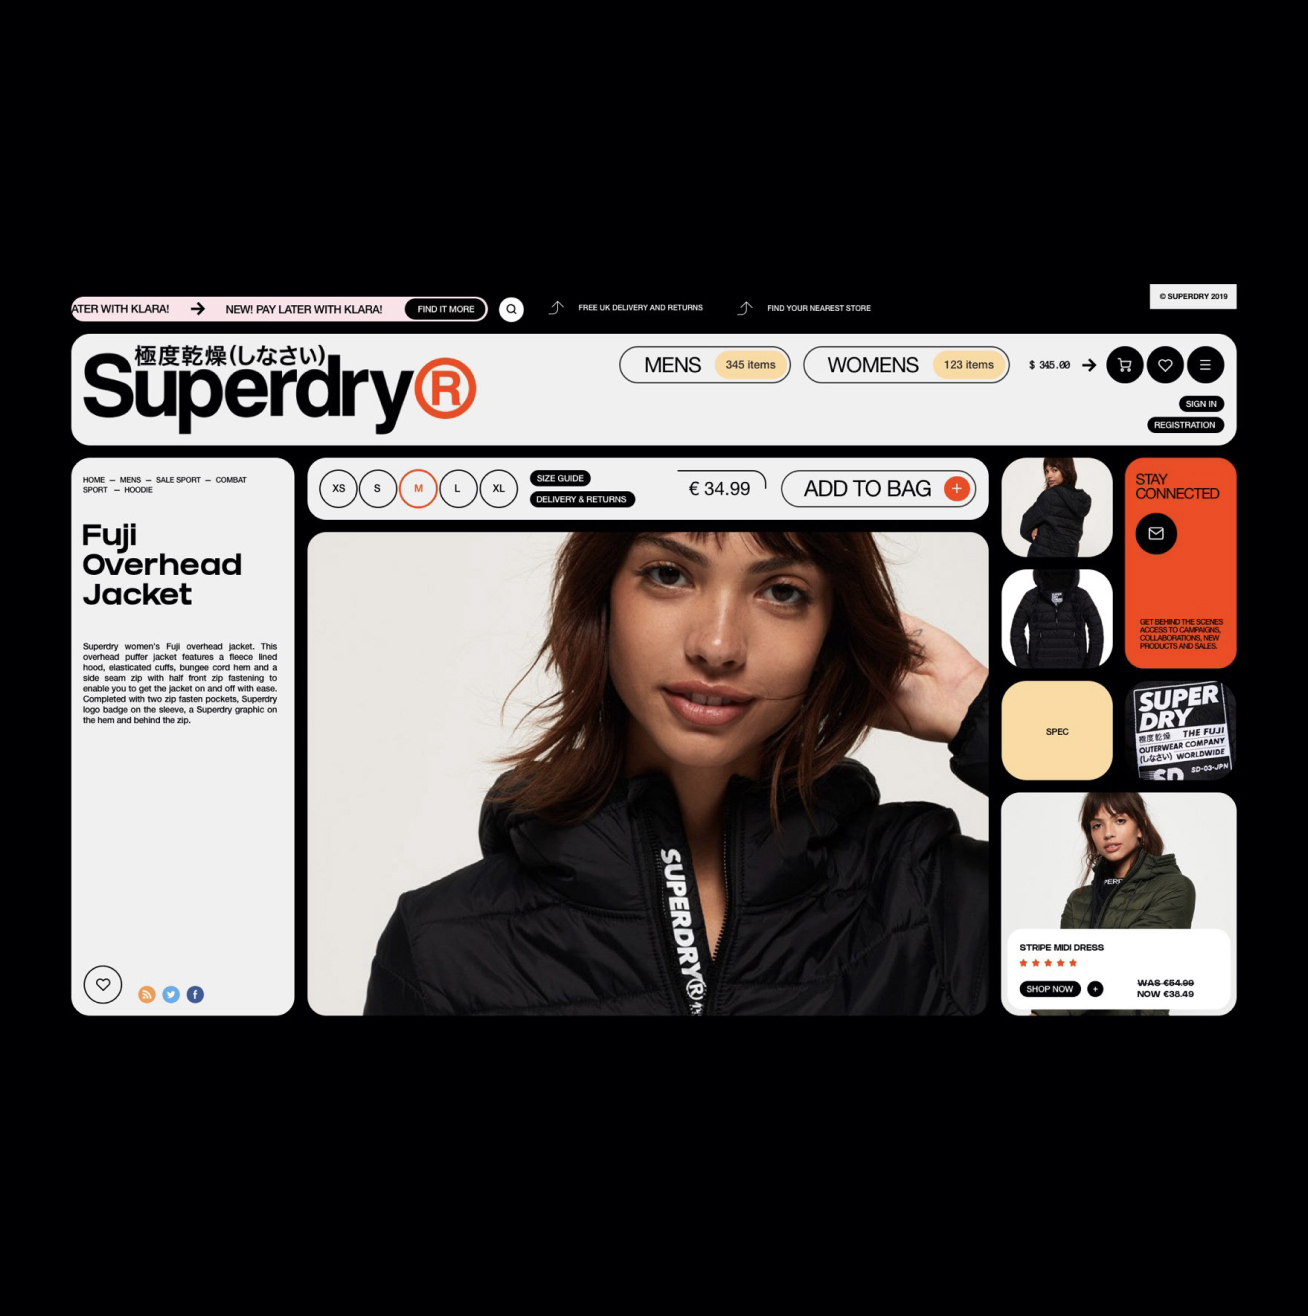 © SUPERDRY 2019
ATER WITH KLARA!
NEW! PAY LATER WITH KLARA!
FIND IT MORE
FREE UK DELIVERY AND RETURNS
FIND YOUR NEAREST STORE
極度乾燥(しなさい)
Superdry®
MENS
345 items
WOMENS
123 items
$ 345.00
SIGN IN
REGISTRATION
HOME — MENS — SALE SPORT — COMBAT
SPORT — HOODIE
Fuji
Overhead
Jacket
Superdry women's Fuji overhead jacket. This
overhead puffer jacket features a fleece lined
hood, elasticated cuffs, bungee cord hem and a
side seam zip with half front zip fastening to
enable you to get the jacket on and off with ease.
Completed with two zip fasten pockets, Superdry
logo badge on the sleeve, a Superdry graphic on
the hem and behind the zip.
XS
S
M
L
XL
SIZE GUIDE
DELIVERY & RETURNS
€ 34.99
ADD TO BAG
SUPERDRY®
STAY
CONNECTED
GET BEHIND THE SCENES
ACCESS TO CAMPAIGNS,
COLLABORATIONS, NEW
PRODUCTS AND SALES.
SPEC
SUPER
DRY
極度乾燥 THE FUJI
OUTERWEAR COMPANY
(しなさい) WORLDWIDE
SD SD-03-JPN
STRIPE MIDI DRESS
SHOP NOW
WAS €54.99
NOW €38.49